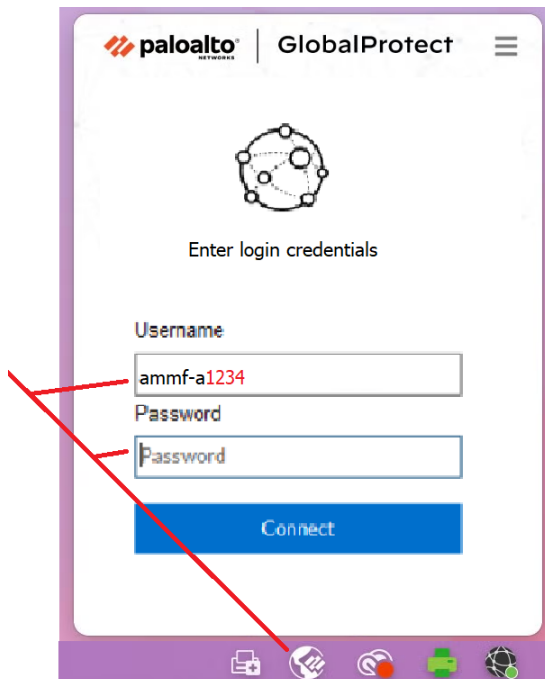 paloalto NETWORKS GlobalProtect
Enter login credentials
Username
ammf-a1234
Password
Password
Connect